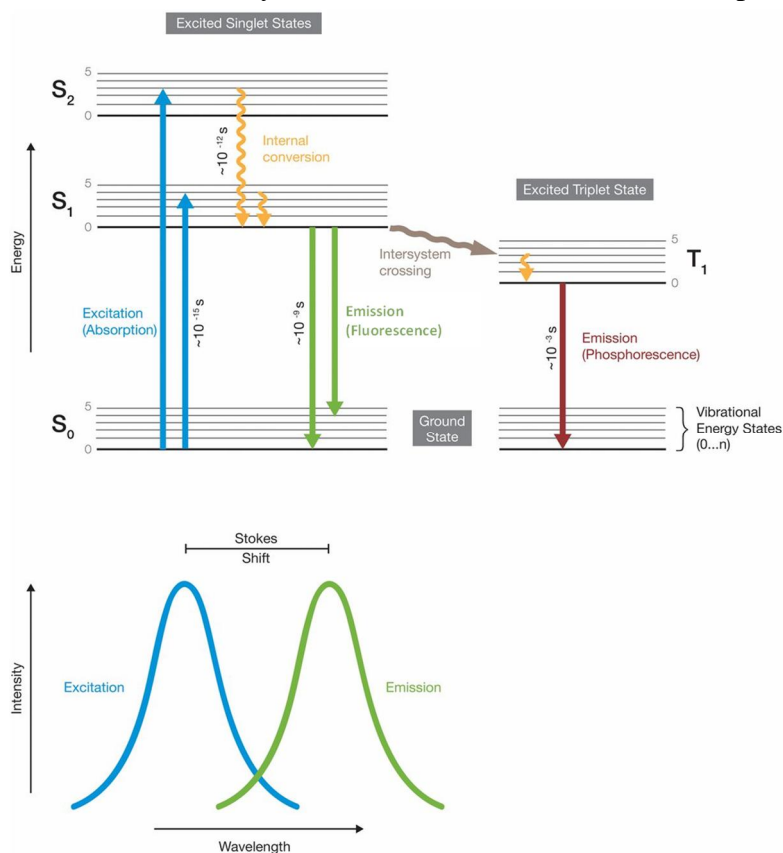 Excited Singlet States
S2
5
0
~10 -12 s
Internal
conversion
S1
5
0
Excited Triplet State
Intersystem
crossing
5
T1
0
Energy
Excitation
(Absorption)
~10 -15 s
~10 -9 s
Emission
(Fluorescence)
~10 -3 s
Emission
(Phosphorescence)
S0
5
0
Ground
State
Vibrational
Energy States
(0...n)
Stokes
Shift
Intensity
Excitation
Emission
Wavelength